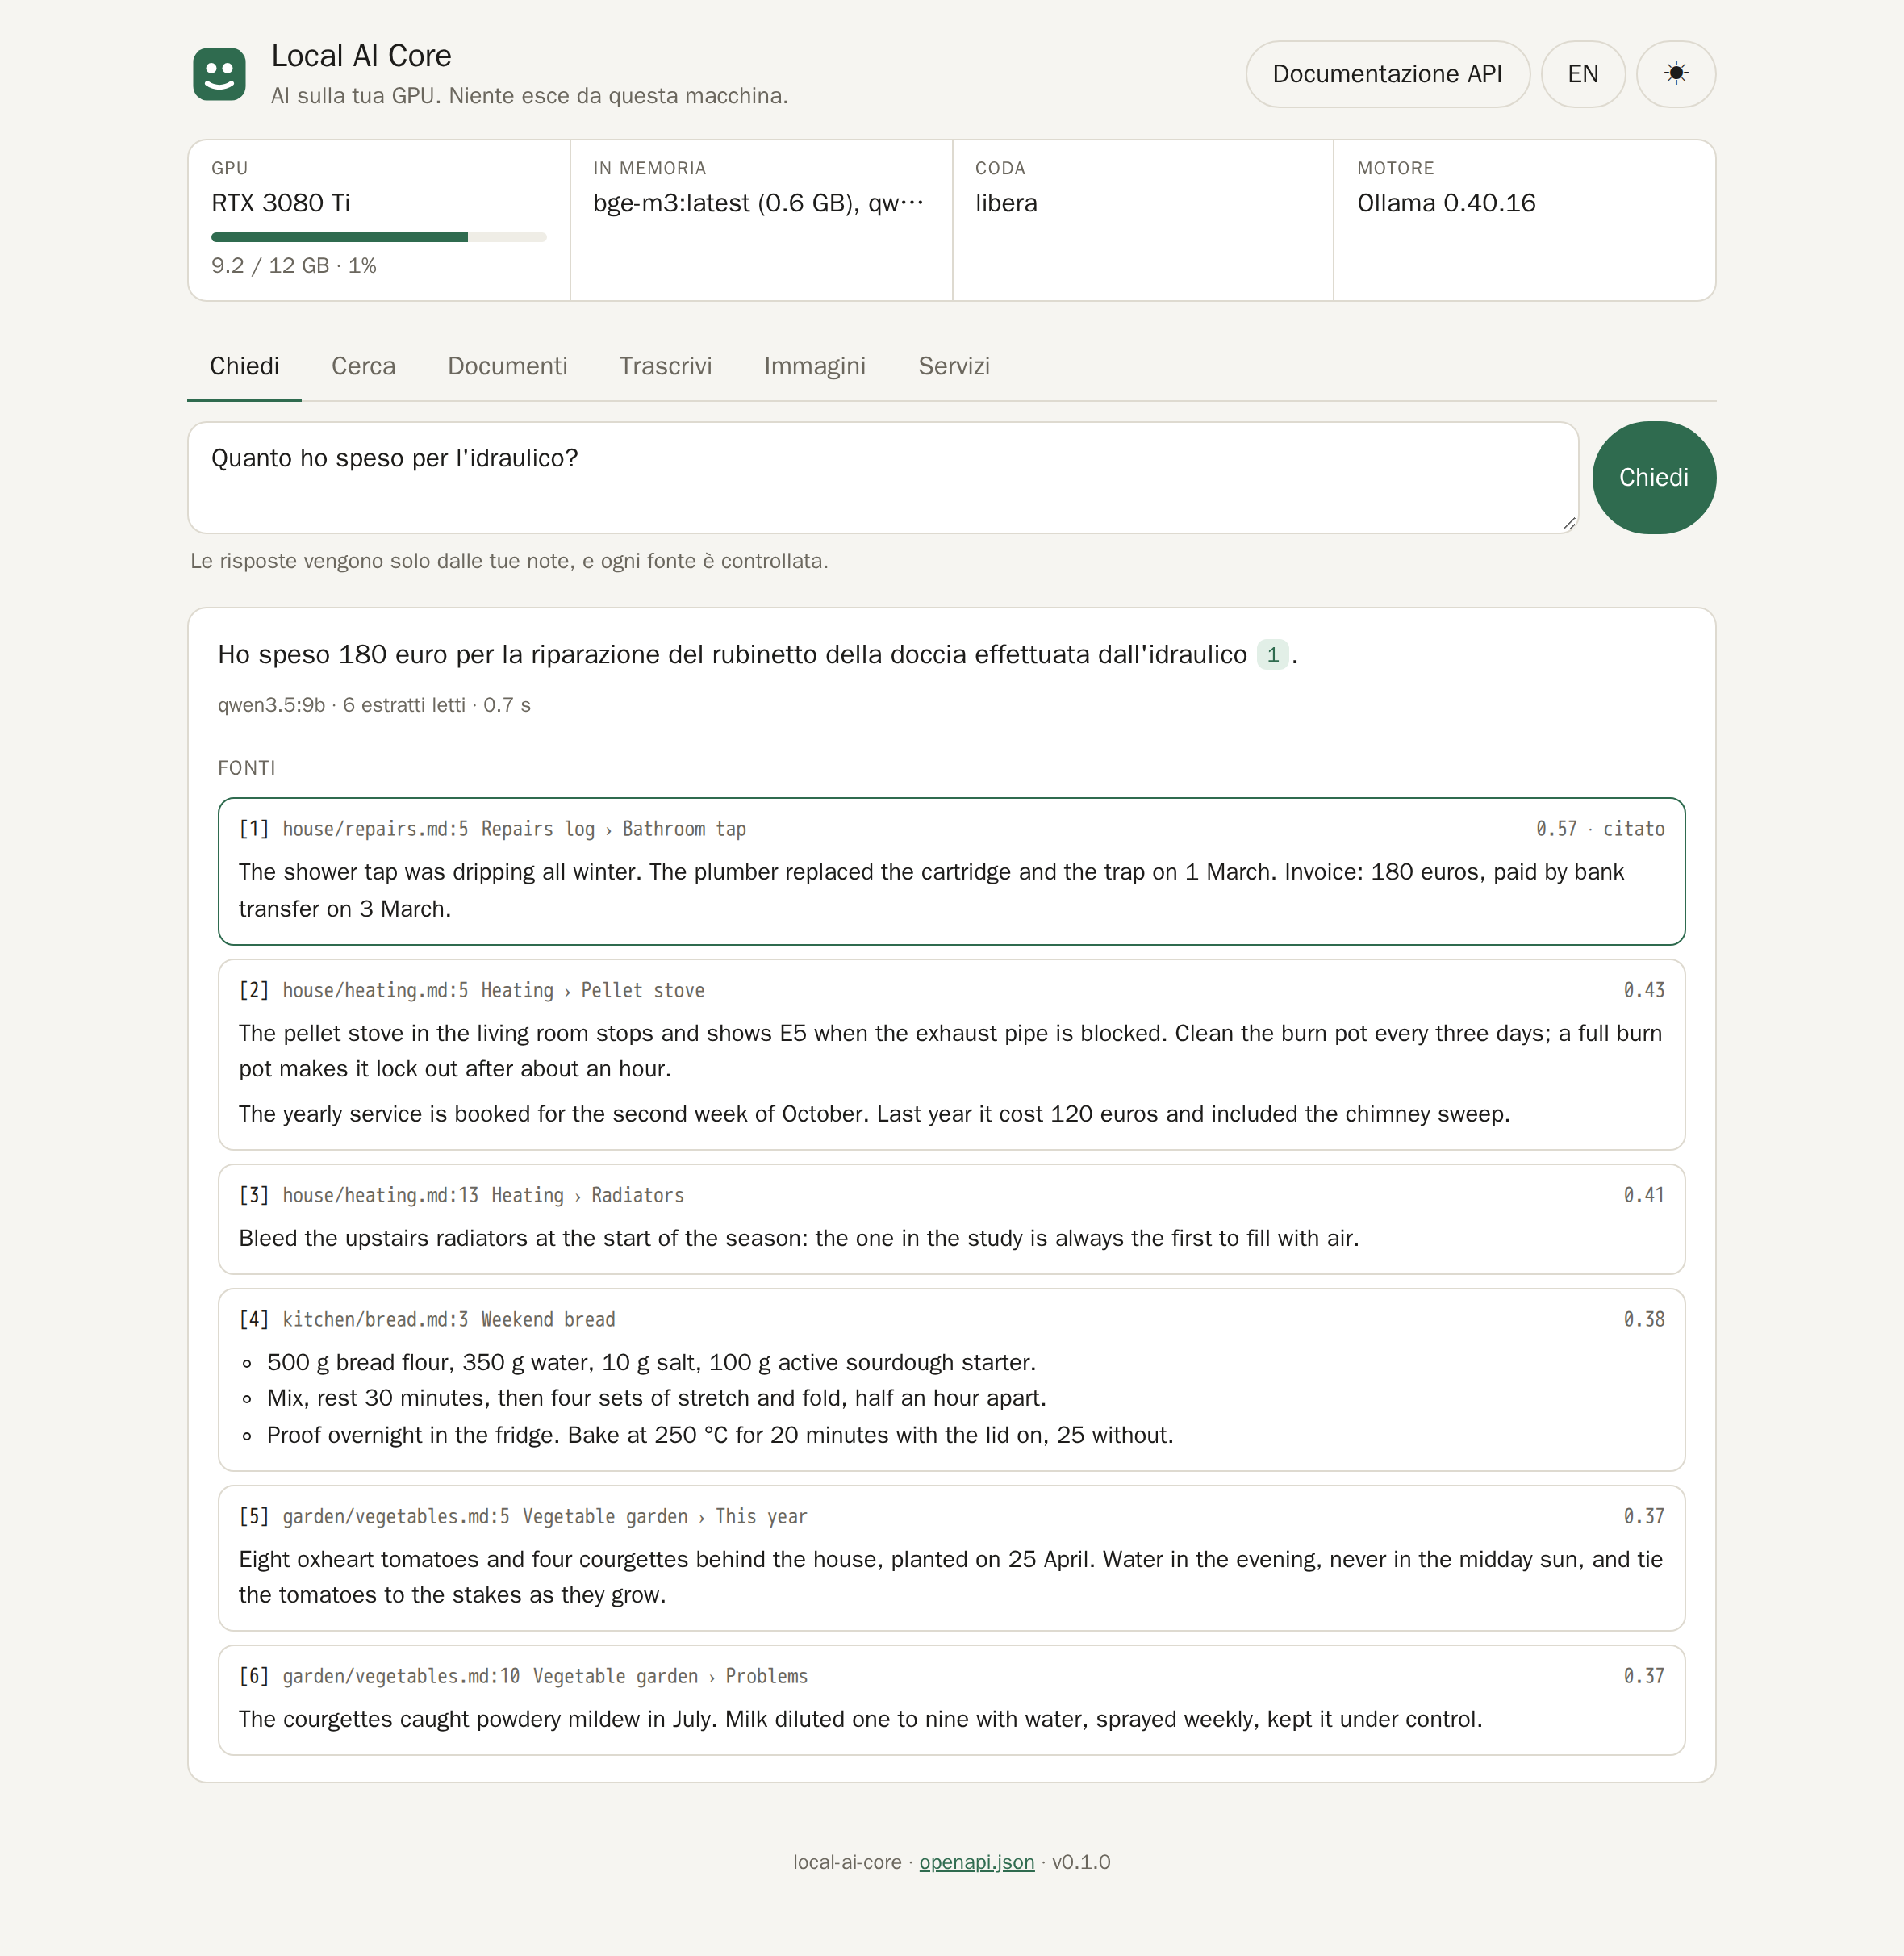 Local AI Core
AI sulla tua GPU. Niente esce da questa macchina.
Documentazione API
EN
GPU
RTX 3080 Ti
9.2 / 12 GB · 1%
IN MEMORIA
bge-m3:latest (0.6 GB), qw···
CODA
libera
MOTORE
Ollama 0.40.16
Chiedi
Cerca
Documenti
Trascrivi
Immagini
Servizi
Quanto ho speso per l'idraulico?
Chiedi
Le risposte vengono solo dalle tue note, e ogni fonte è controllata.
Ho speso 180 euro per la riparazione del rubinetto della doccia effettuata dall'idraulico 1 .
qwen3.5:9b · 6 estratti letti · 0.7 s
FONTI
[1] house/repairs.md:5 Repairs log › Bathroom tap 0.57 · citato
The shower tap was dripping all winter. The plumber replaced the cartridge and the trap on 1 March. Invoice: 180 euros, paid by bank
transfer on 3 March.
[2] house/heating.md:5 Heating › Pellet stove 0.43
The pellet stove in the living room stops and shows E5 when the exhaust pipe is blocked. Clean the burn pot every three days; a full burn
pot makes it lock out after about an hour.
The yearly service is booked for the second week of October. Last year it cost 120 euros and included the chimney sweep.
[3] house/heating.md:13 Heating › Radiators 0.41
Bleed the upstairs radiators at the start of the season: the one in the study is always the first to fill with air.
[4] kitchen/bread.md:3 Weekend bread 0.38
◦ 500 g bread flour, 350 g water, 10 g salt, 100 g active sourdough starter.
◦ Mix, rest 30 minutes, then four sets of stretch and fold, half an hour apart.
◦ Proof overnight in the fridge. Bake at 250 °C for 20 minutes with the lid on, 25 without.
[5] garden/vegetables.md:5 Vegetable garden › This year 0.37
Eight oxheart tomatoes and four courgettes behind the house, planted on 25 April. Water in the evening, never in the midday sun, and tie
the tomatoes to the stakes as they grow.
[6] garden/vegetables.md:10 Vegetable garden › Problems 0.37
The courgettes caught powdery mildew in July. Milk diluted one to nine with water, sprayed weekly, kept it under control.
local-ai-core · openapi.json · v0.1.0